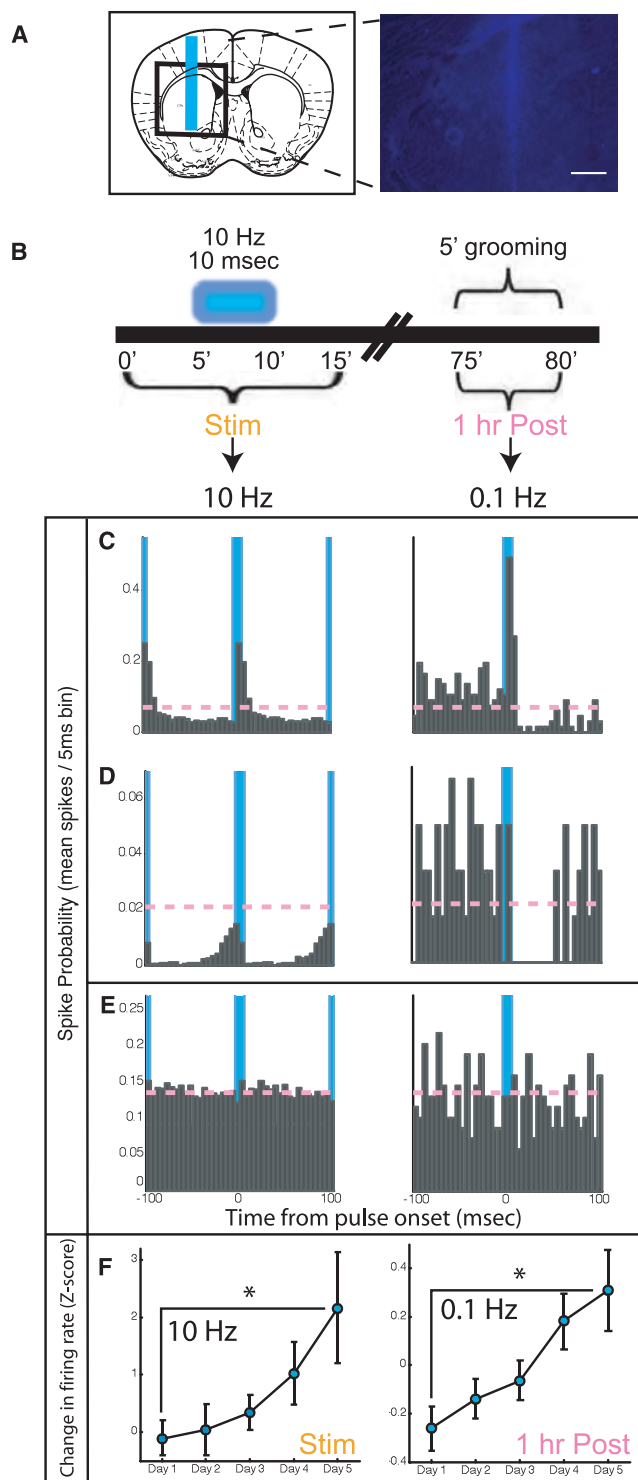 A
B
10 Hz
10 msec
5' grooming
0' 5' 10' 15' 75' 80'
Stim
1 hr Post
10 Hz
0.1 Hz
Spike Probability (mean spikes / 5ms bin)
C
0.4
0.2
0
D
0.06
0.04
0.02
0
E
0.25
0.20
0.15
0.1
0.05
0
-100 0 100
-100 0 100
Time from pulse onset (msec)
Change in firing rate (Z-score)
F
3
2
1
0
*
10 Hz
Stim
Day 1 Day 2 Day 3 Day 4 Day 5
0.4
0.2
0
-0.2
-0.4
*
0.1 Hz
1 hr Post
Day 1 Day 2 Day 3 Day 4 Day 5